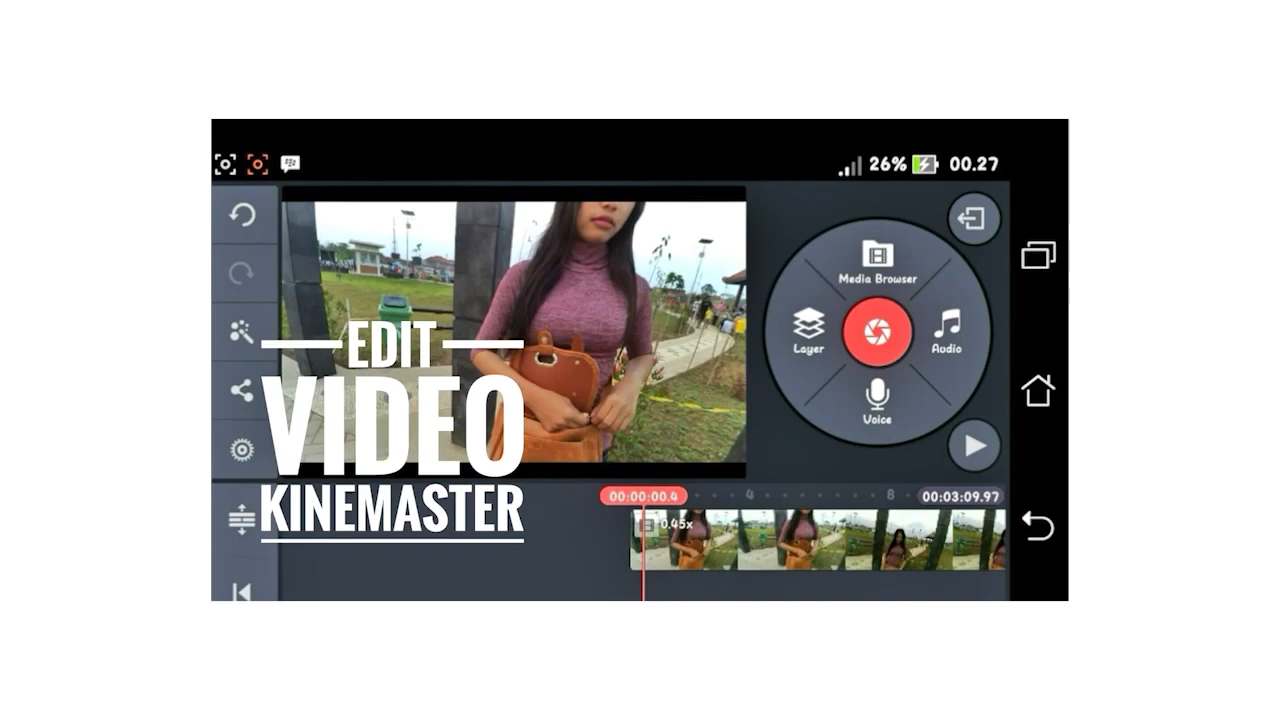 26% 00.27
Media Browser
Layer
Audio
Voice
EDIT
VIDEO
KINEMASTER
00:00:00.4 4 8 00:03:09.97
0.45x